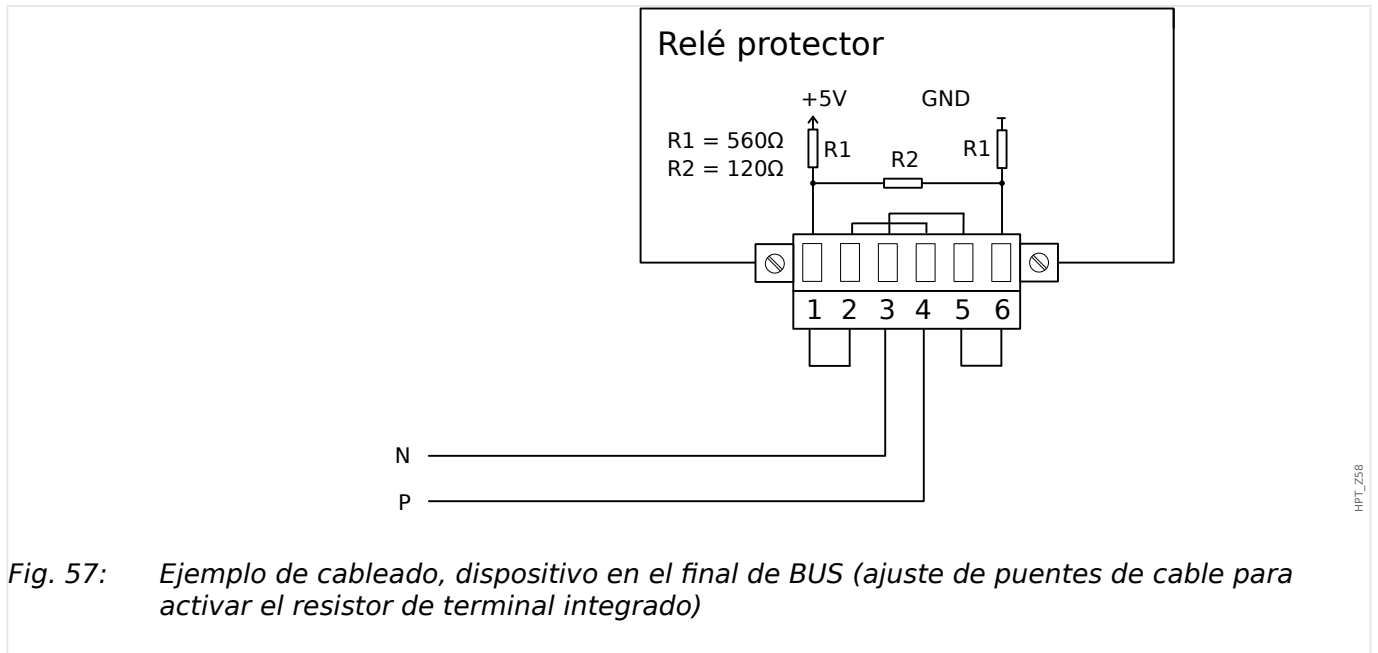 Relé protector
+5V GND
R1 = 560Ω
R2 = 120Ω
R1 R2 R1
1 2 3 4 5 6
N
P
HPT_Z58
Fig. 57: Ejemplo de cableado, dispositivo en el final de BUS (ajuste de puentes de cable para
activar el resistor de terminal integrado)